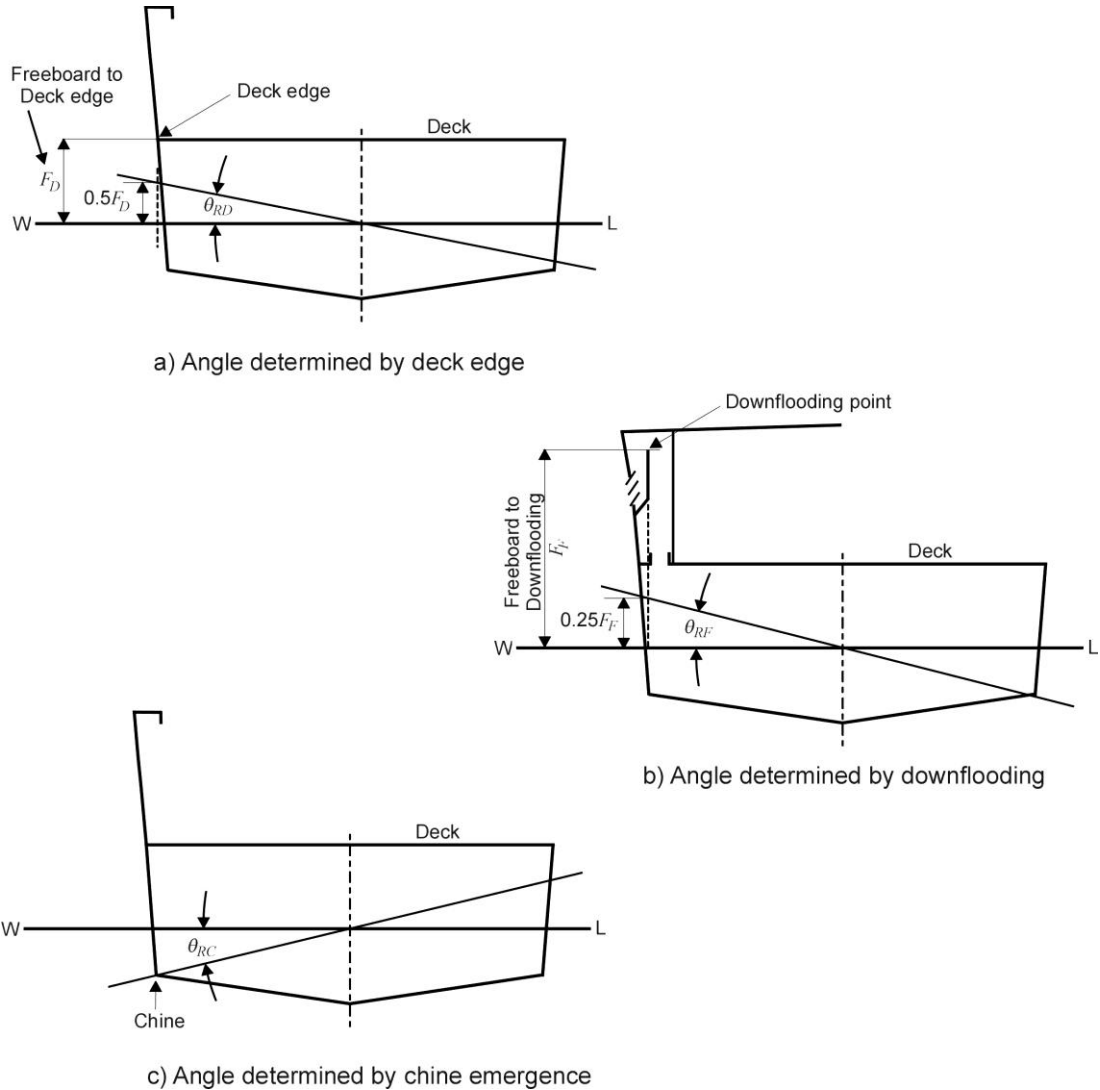 Freeboard to
Deck edge
Deck edge
Deck
F_D
0.5F_D
θ_RD
W
L
a) Angle determined by deck edge
Downflooding point
Freeboard to
Downflooding
F_F
Deck
0.25F_F
θ_RF
W
L
b) Angle determined by downflooding
Deck
W
L
θ_RC
Chine
c) Angle determined by chine emergence